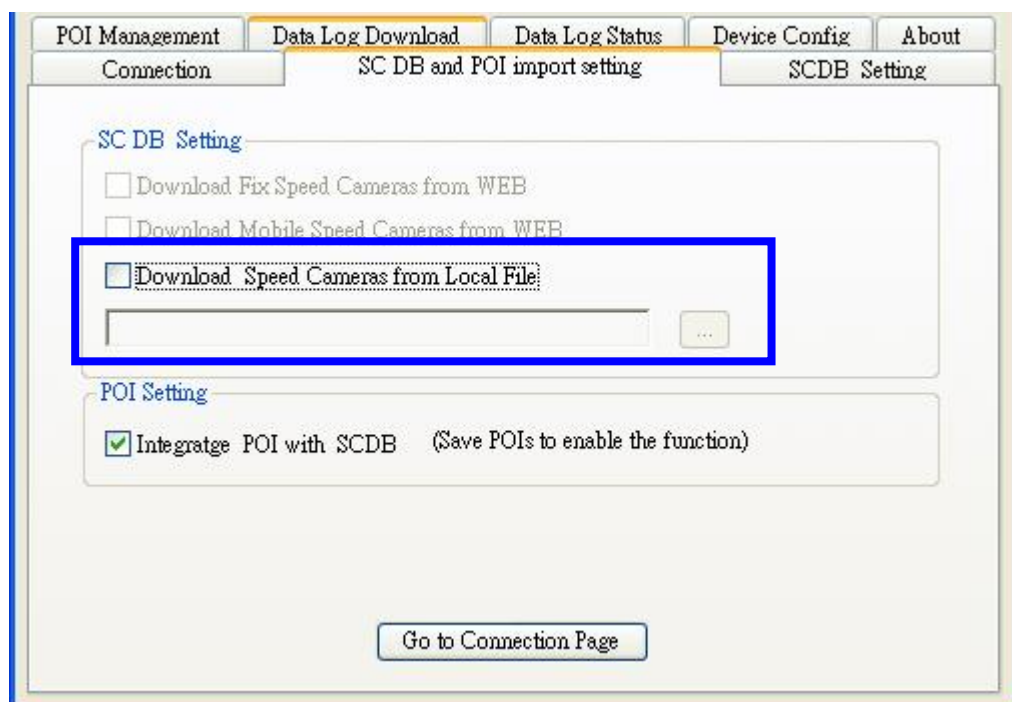 POI Management Data Log Download Data Log Status Device Config About
Connection SC DB and POI import setting SCDB Setting
SC DB Setting
Download Fix Speed Cameras from WEB
Download Mobile Speed Cameras from WEB
Download Speed Cameras from Local File
...
POI Setting
Integratge POI with SCDB (Save POIs to enable the function)
Go to Connection Page